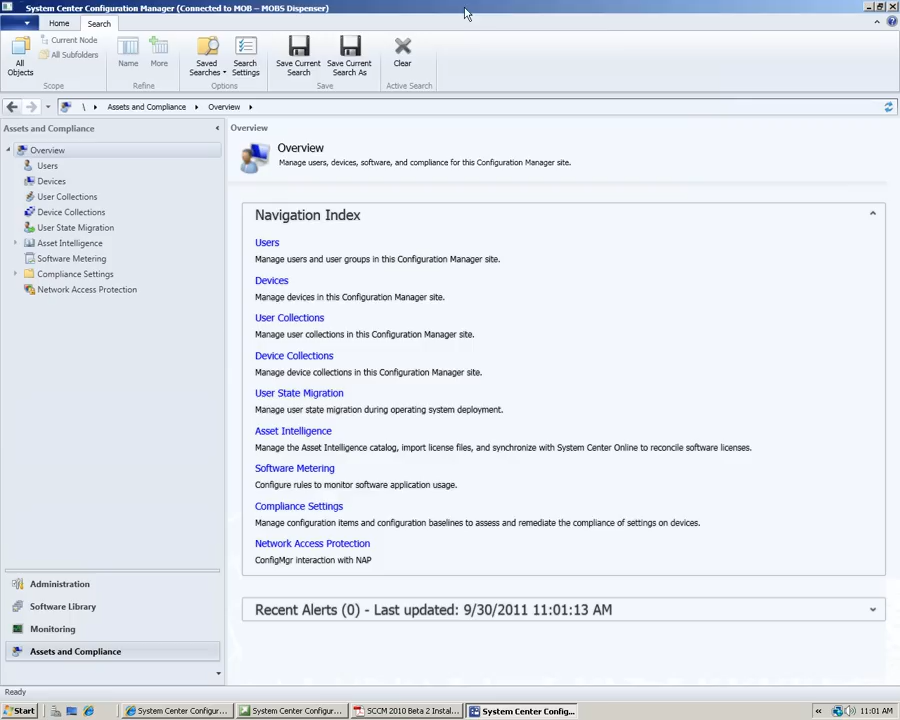 System Center Configuration Manager (Connected to MOB – MOBS Dispenser)
Home Search
All Objects
Current Node
All Subfolders
Scope
Name
More
Refine
Saved Searches
Search Settings
Options
Save Current Search
Save Current Search As
Save
Clear
Active Search
\ Assets and Compliance Overview
Assets and Compliance
Overview
Users
Devices
User Collections
Device Collections
User State Migration
Asset Intelligence
Software Metering
Compliance Settings
Network Access Protection
Administration
Software Library
Monitoring
Assets and Compliance
Overview
Overview
Manage users, devices, software, and compliance for this Configuration Manager site.
Navigation Index
Users
Manage users and user groups in this Configuration Manager site.
Devices
Manage devices in this Configuration Manager site.
User Collections
Manage user collections in this Configuration Manager site.
Device Collections
Manage device collections in this Configuration Manager site.
User State Migration
Manage user state migration during operating system deployment.
Asset Intelligence
Manage the Asset Intelligence catalog, import license files, and synchronize with System Center Online to reconcile software licenses.
Software Metering
Configure rules to monitor software application usage.
Compliance Settings
Manage configuration items and configuration baselines to assess and remediate the compliance of settings on devices.
Network Access Protection
ConfigMgr interaction with NAP
Recent Alerts (0) - Last updated: 9/30/2011 11:01:13 AM
Ready
Start
System Center Configur...
System Center Configur...
SCCM 2010 Beta 2 Instal...
System Center Config...
« 11:01 AM